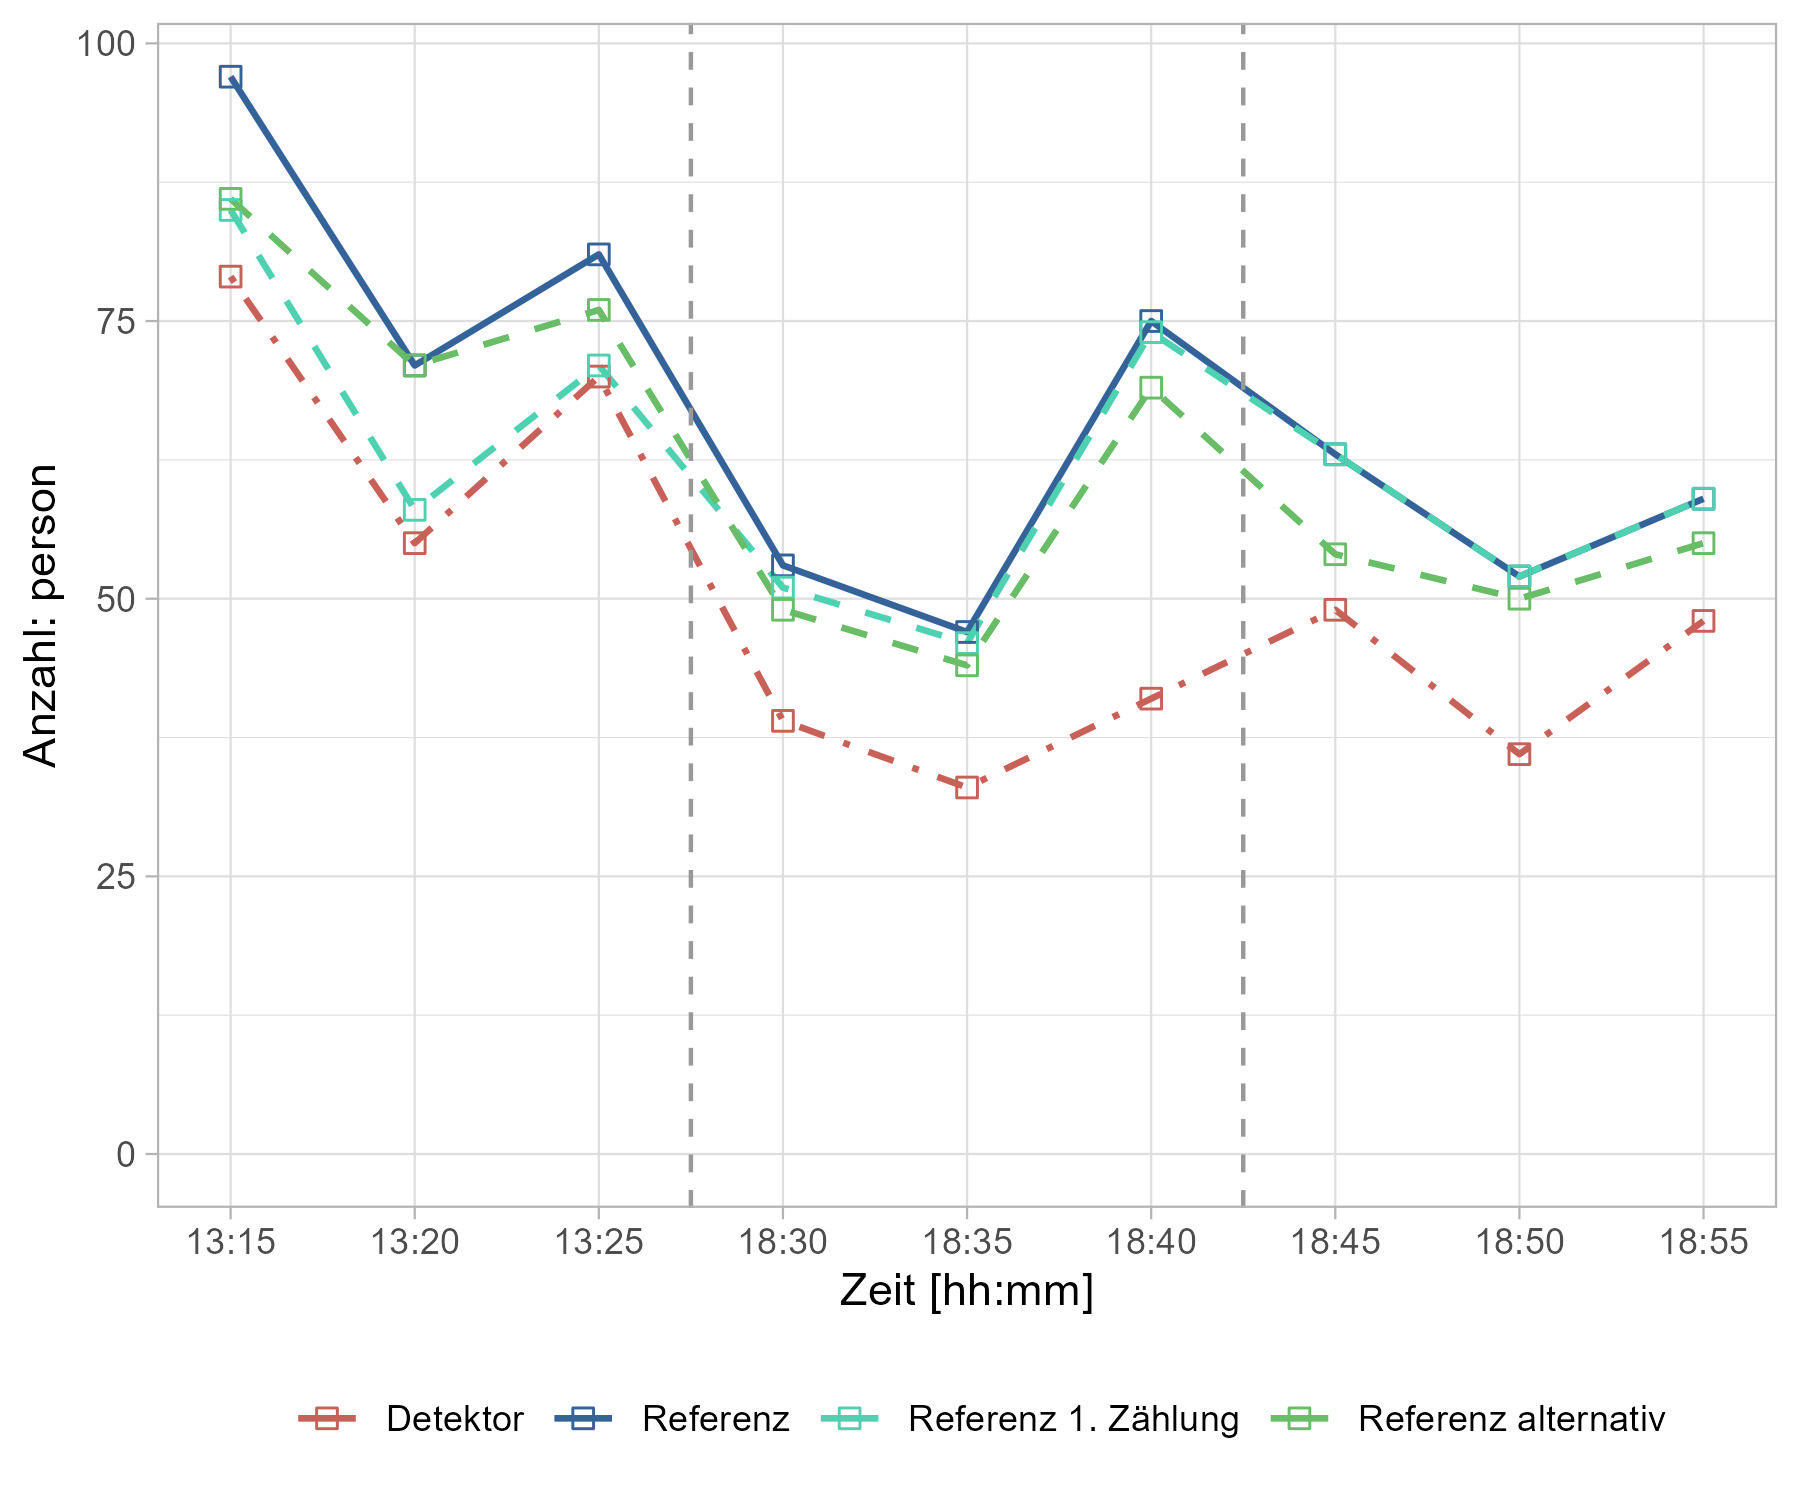 Anzahl: person
100
75
50
25
0
13:15 13:20 13:25 18:30 18:35 18:40 18:45 18:50 18:55
Zeit [hh:mm]
Detektor Referenz Referenz 1. Zählung Referenz alternativ